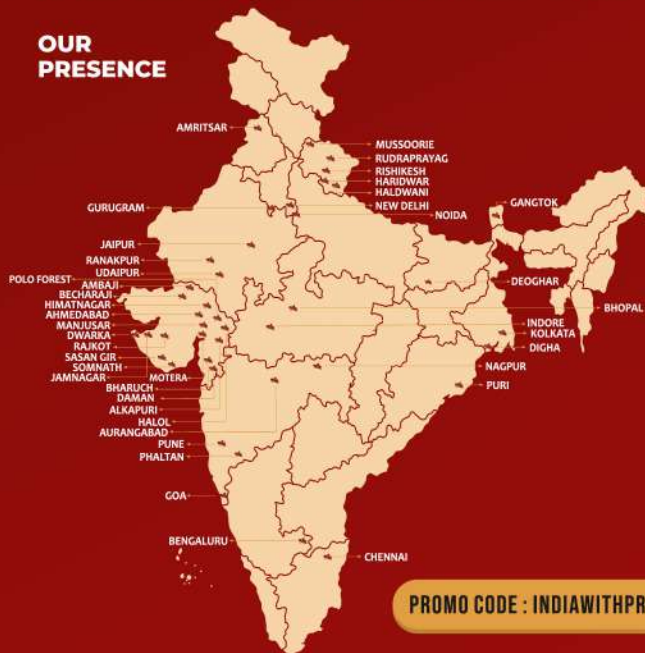 OUR
PRESENCE
AMRITSAR
MUSSOORIE
RUDRAPRAYAG
RISHIKESH
HARIDWAR
HALDWANI
NEW DELHI
NOIDA
GANGTOK
GURUGRAM
JAIPUR
RANAKPUR
UDAIPUR
POLO FOREST
AMBAJI
BECHARAJI
HIMATNAGAR
AHMEDABAD
MANJUSAR
DWARKA
RAJKOT
SASAN GIR
SOMNATH
JAMNAGAR
MOTERA
BHARUCH
DAMAN
ALKAPURI
HALOL
AURANGABAD
PUNE
PHALTAN
GOA
BENGALURU
DEOGHAR
BHOPAL
INDORE
KOLKATA
DIGHA
NAGPUR
PURI
CHENNAI
PROMO CODE : INDIAWITHPR